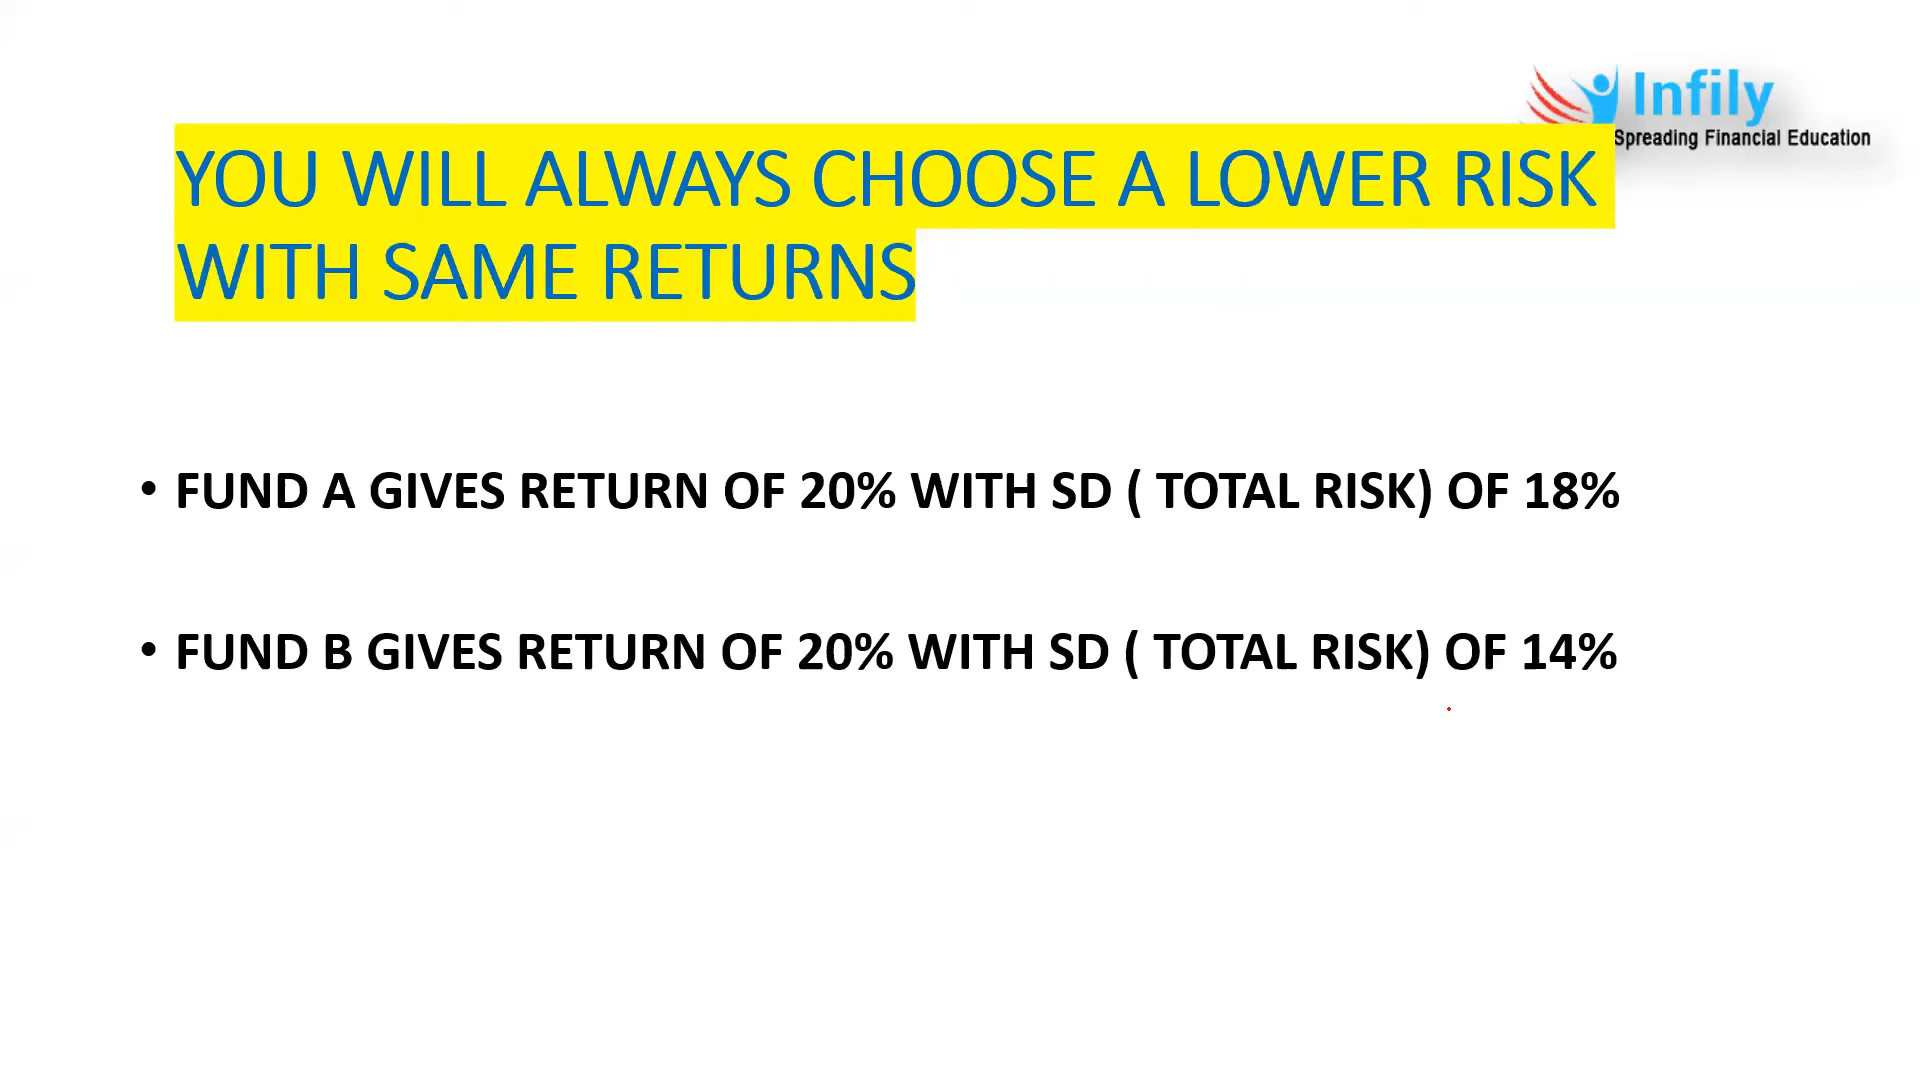 Infily
Spreading Financial Education
YOU WILL ALWAYS CHOOSE A LOWER RISK
WITH SAME RETURNS
• FUND A GIVES RETURN OF 20% WITH SD ( TOTAL RISK) OF 18%
• FUND B GIVES RETURN OF 20% WITH SD ( TOTAL RISK) OF 14%